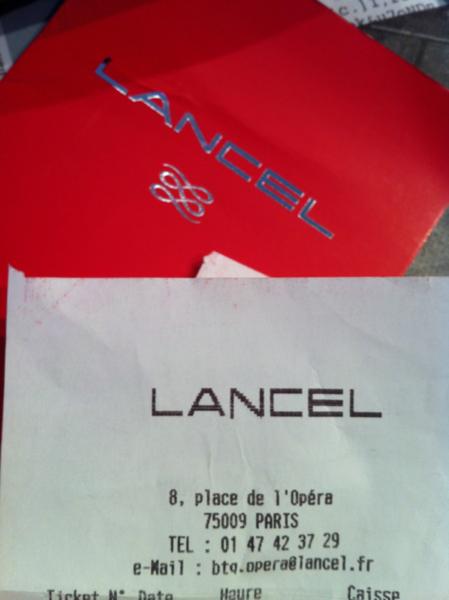 LANCEL
LANCEL
8, place de l'Opéra
75009 PARIS
TEL : 01 47 42 37 29
e-Mail : btq.opera@lancel.fr
Ticket N° Date Heure Caisse